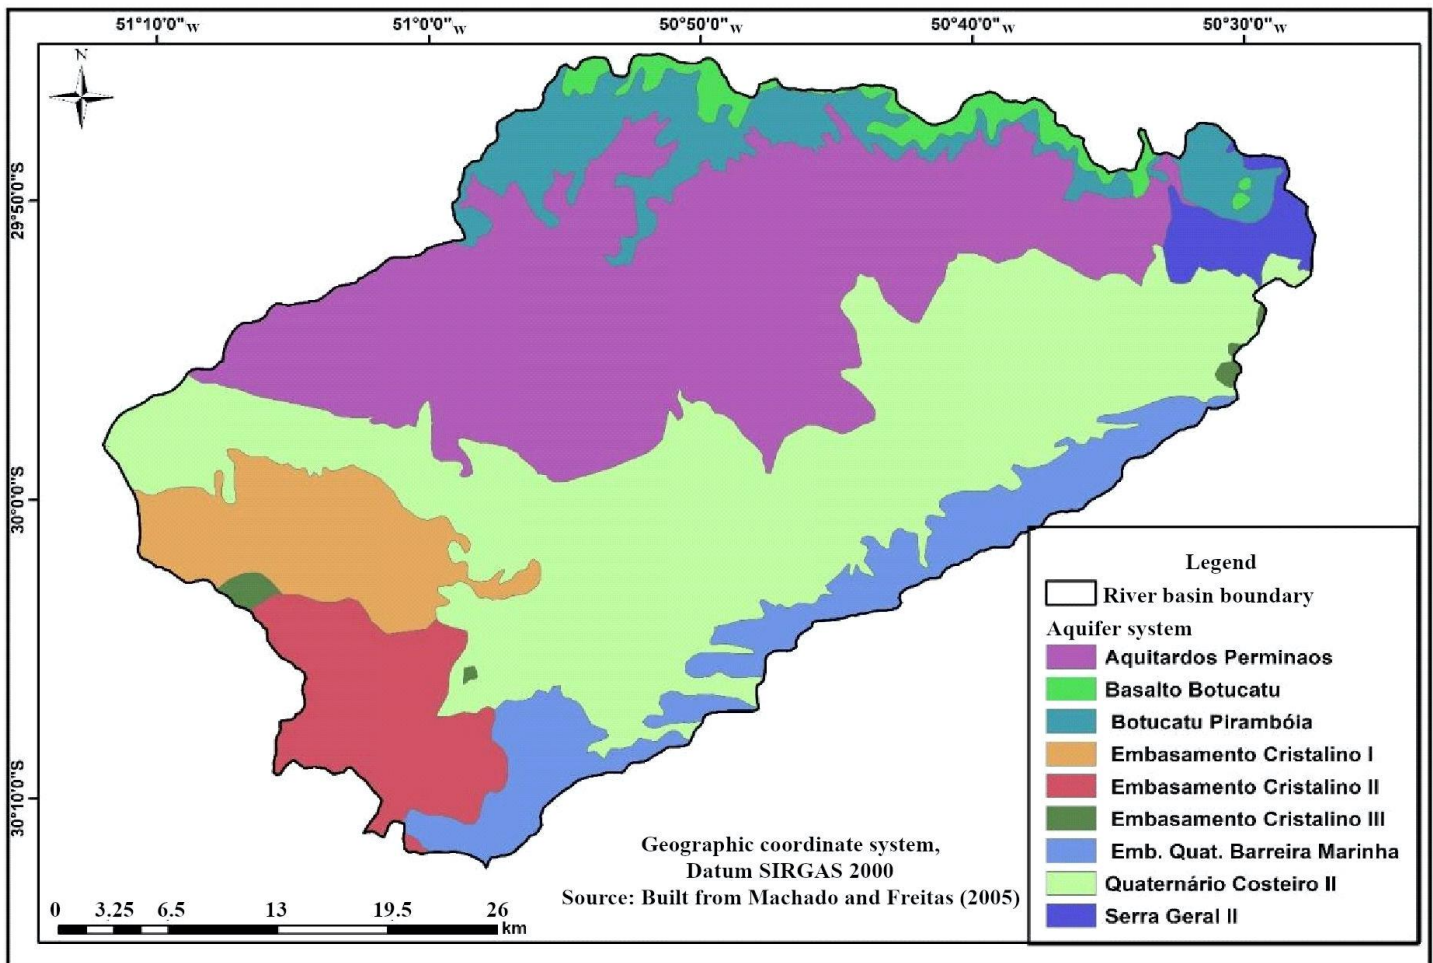 51°10'0"W 51°0'0"W 50°50'0"W 50°40'0"W 50°30'0"W
N
29°50'0"S
30°0'0"S
30°10'0"S
Legend
River basin boundary
Aquifer system
Aquitardos Perminaos
Basalto Botucatu
Botucatu Pirambóia
Embasamento Cristalino I
Embasamento Cristalino II
Embasamento Cristalino III
Emb. Quat. Barreira Marinha
Quaternário Costeiro II
Serra Geral II
Geographic coordinate system,
Datum SIRGAS 2000
Source: Built from Machado and Freitas (2005)
0 3.25 6.5 13 19.5 26
km